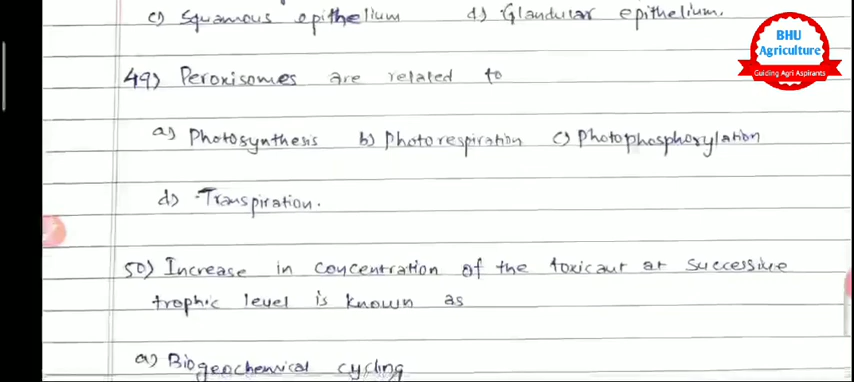 c) Squamous epithelium d) Glandular epithelium.
BHU
Agriculture
Guiding Agri Aspirants
49) Peroxisomes are related to
a) Photosynthesis b) Photorespiration c) Photophosphorylation
d) Transpiration.
50) Increase in concentration of the toxicant at successive
trophic level is known as
a) Biogeochemical cycling